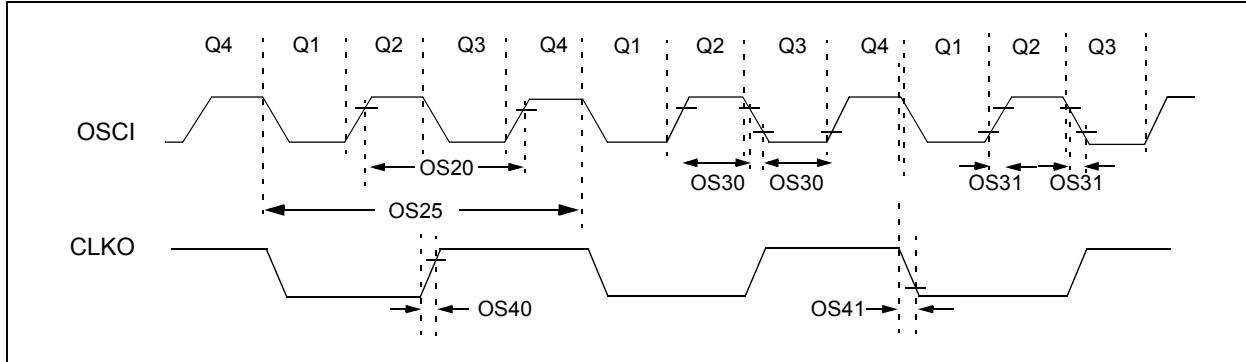 Q4 Q1 Q2 Q3 Q4 Q1 Q2 Q3 Q4 Q1 Q2 Q3
OSCI
OS20
OS30 OS30
OS31 OS31
OS25
CLKO
OS40
OS41